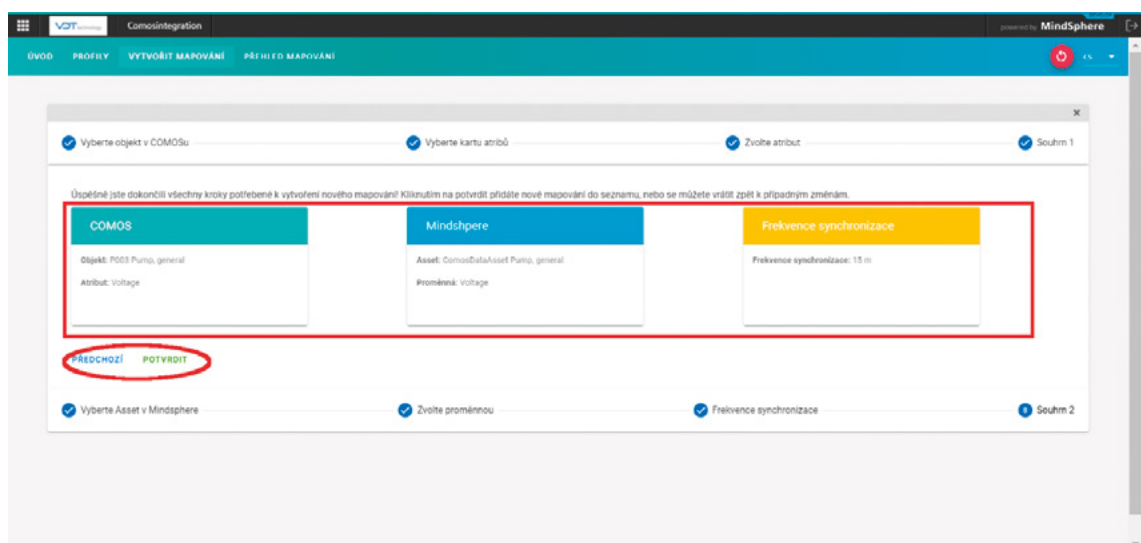 VDT technology Comosintegration powered by MindSphere
ÚVOD PROFILY VYTVOŘIT MAPOVÁNÍ PŘEHLED MAPOVÁNÍ cs
Vyberte objekt v COMOSu Vyberte kartu atribů Zvolte atribut Souhrn 1
Úspěšně jste dokončili všechny kroky potřebené k vytvoření nového mapování! Kliknutím na potvrdit přidáte nové mapování do seznamu, nebo se můžete vrátit zpět k případným změnám.
COMOS Mindshpere Frekvence synchronizace
Objekt: P003 Pump, general Asset: ComosDataAsset Pump, general Frekvence synchronizace: 15 m
Atribut: Voltage Proměnná: Voltage
PŘEDCHOZÍ POTVRDIT
Vyberte Asset v Mindsphere Zvolte proměnnou Frekvence synchronizace Souhrn 2